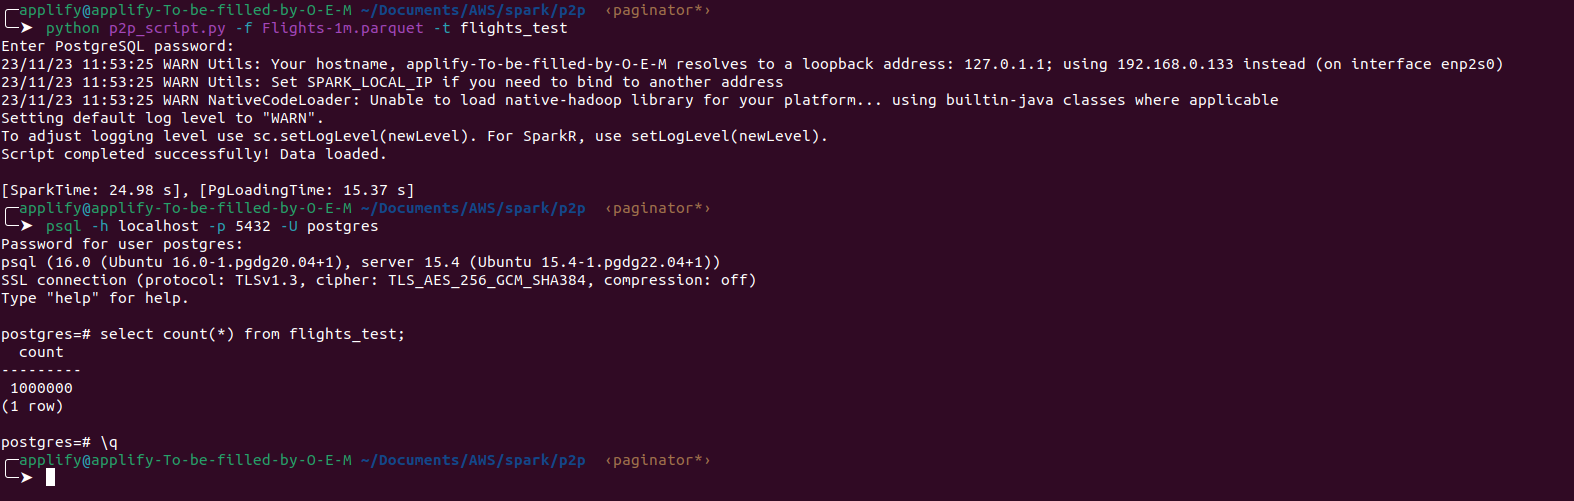 applify@applify-To-be-filled-by-O-E-M ~/Documents/AWS/spark/p2p ‹paginator*›
➤ python p2p_script.py -f Flights-1m.parquet -t flights_test
Enter PostgreSQL password:
23/11/23 11:53:25 WARN Utils: Your hostname, applify-To-be-filled-by-O-E-M resolves to a loopback address: 127.0.1.1; using 192.168.0.133 instead (on interface enp2s0)
23/11/23 11:53:25 WARN Utils: Set SPARK_LOCAL_IP if you need to bind to another address
23/11/23 11:53:25 WARN NativeCodeLoader: Unable to load native-hadoop library for your platform... using builtin-java classes where applicable
Setting default log level to "WARN".
To adjust logging level use sc.setLogLevel(newLevel). For SparkR, use setLogLevel(newLevel).
Script completed successfully! Data loaded.
[SparkTime: 24.98 s], [PgLoadingTime: 15.37 s]
applify@applify-To-be-filled-by-O-E-M ~/Documents/AWS/spark/p2p ‹paginator*›
➤ psql -h localhost -p 5432 -U postgres
Password for user postgres:
psql (16.0 (Ubuntu 16.0-1.pgdg20.04+1), server 15.4 (Ubuntu 15.4-1.pgdg22.04+1))
SSL connection (protocol: TLSv1.3, cipher: TLS_AES_256_GCM_SHA384, compression: off)
Type "help" for help.
postgres=# select count(*) from flights_test;
count
---------
1000000
(1 row)
postgres=# \q
applify@applify-To-be-filled-by-O-E-M ~/Documents/AWS/spark/p2p ‹paginator*›
➤